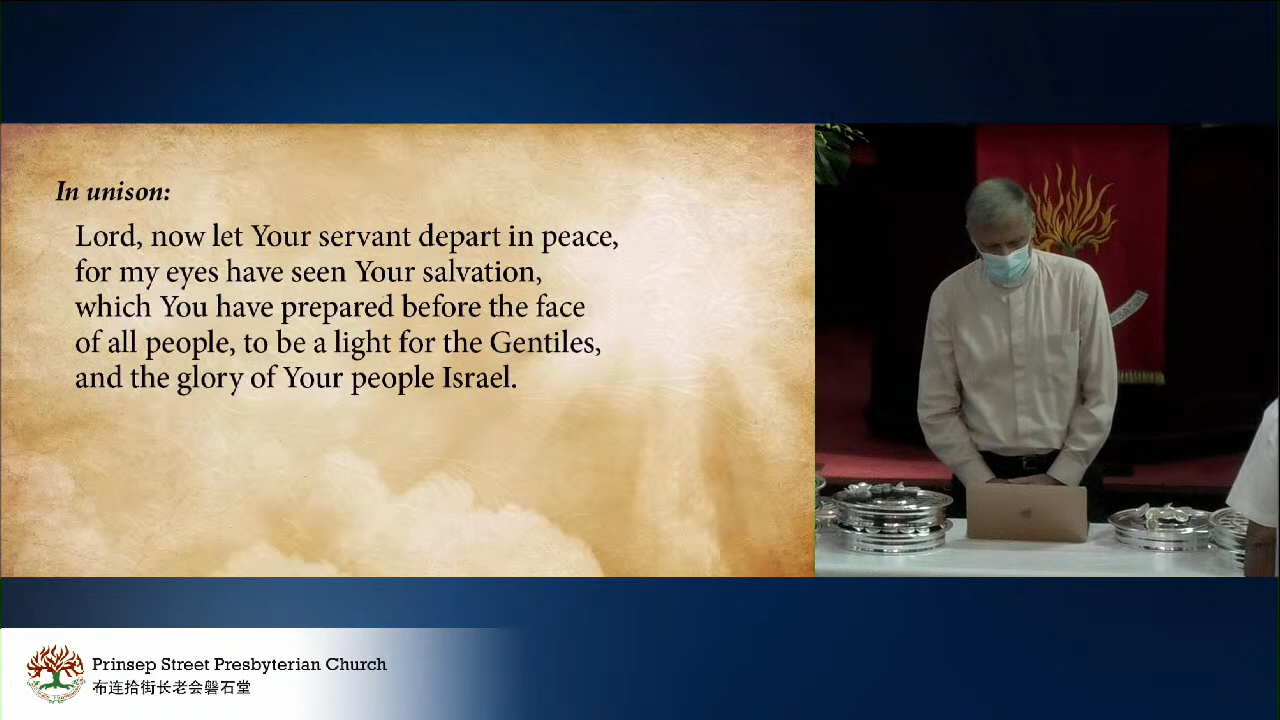 In unison:
Lord, now let Your servant depart in peace,
for my eyes have seen Your salvation,
which You have prepared before the face
of all people, to be a light for the Gentiles,
and the glory of Your people Israel.
Prinsep Street Presbyterian Church
布连拾街长老会磐石堂